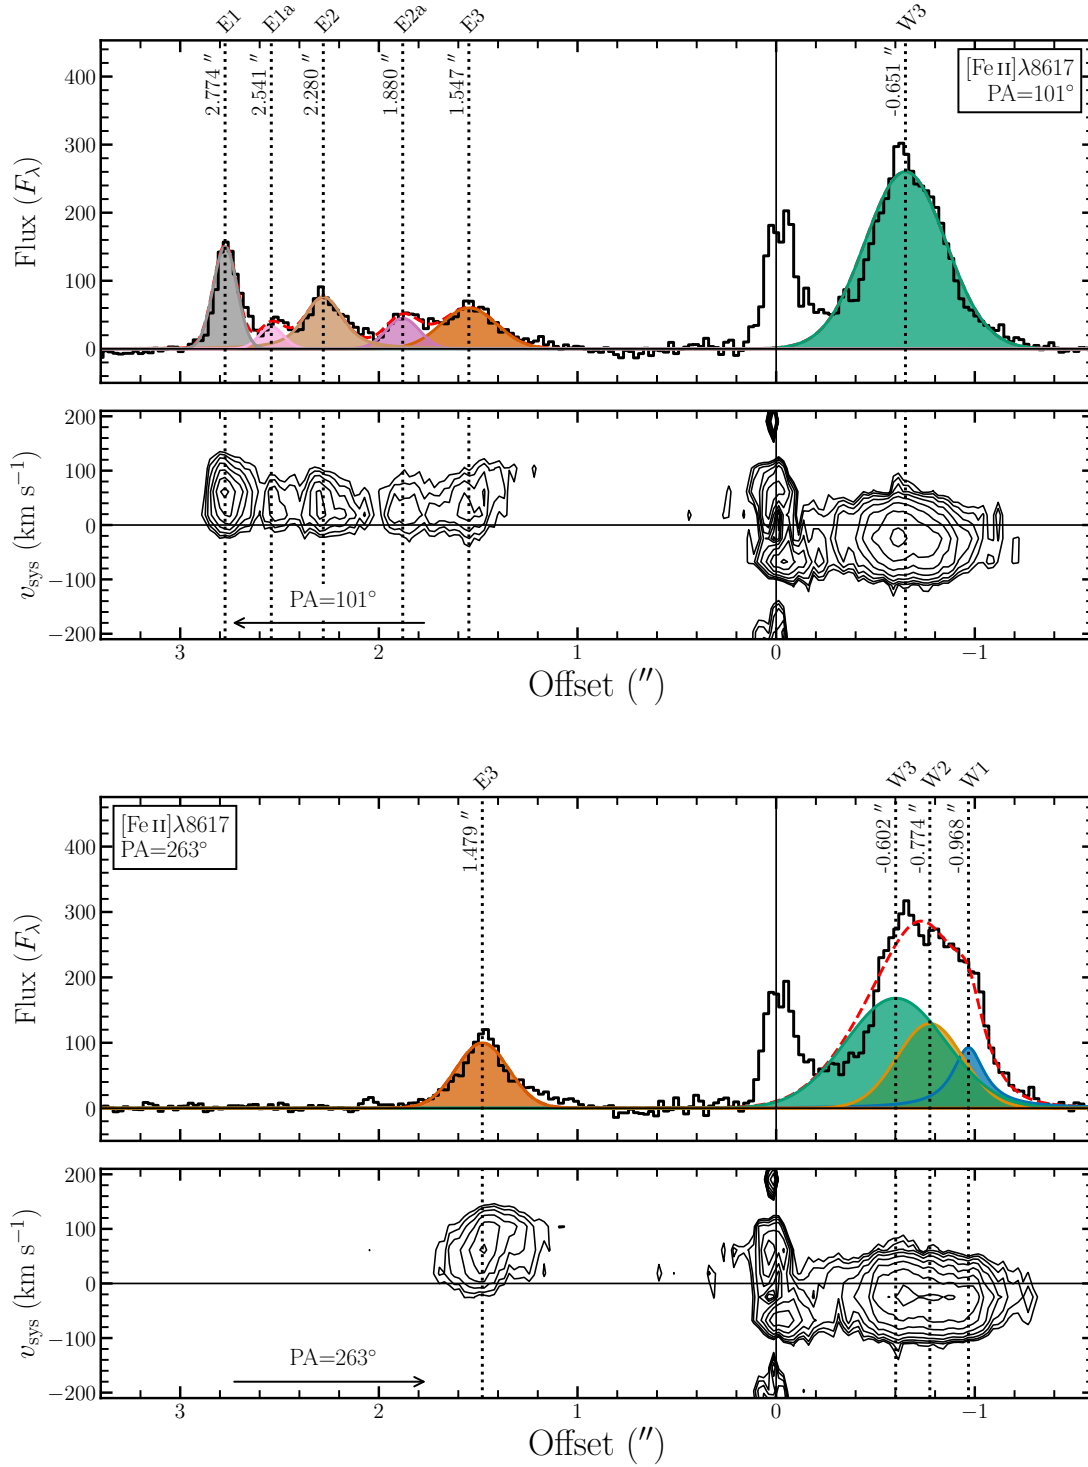 E1 E1a E2 E2a E3 W3
2.774 ″ 2.541 ″ 2.280 ″ 1.880 ″ 1.547 ″ -0.651 ″
[Fe II]λ8617
PA=101°
Flux (Fλ)
400
300
200
100
0
200
100
0
−100
−200
vsys (km s−1)
PA=101°
3 2 1 0 −1
Offset (″)
E3 W3 W2 W1
1.479 ″ -0.602 ″ -0.774 ″ -0.968 ″
[Fe II]λ8617
PA=263°
Flux (Fλ)
400
300
200
100
0
200
100
0
−100
−200
vsys (km s−1)
PA=263°
3 2 1 0 −1
Offset (″)